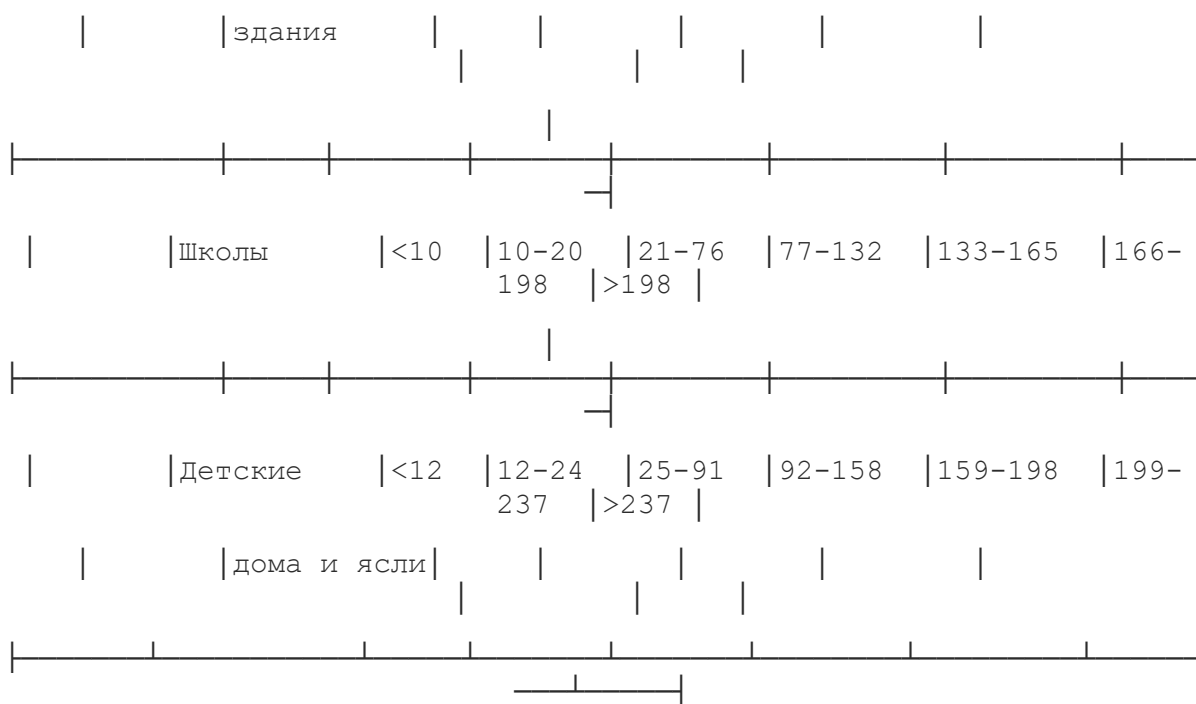 здания
Школы <10 10-20 21-76 77-132 133-165 166-
198 >198
Детские <12 12-24 25-91 92-158 159-198 199-
237 >237
дома и ясли